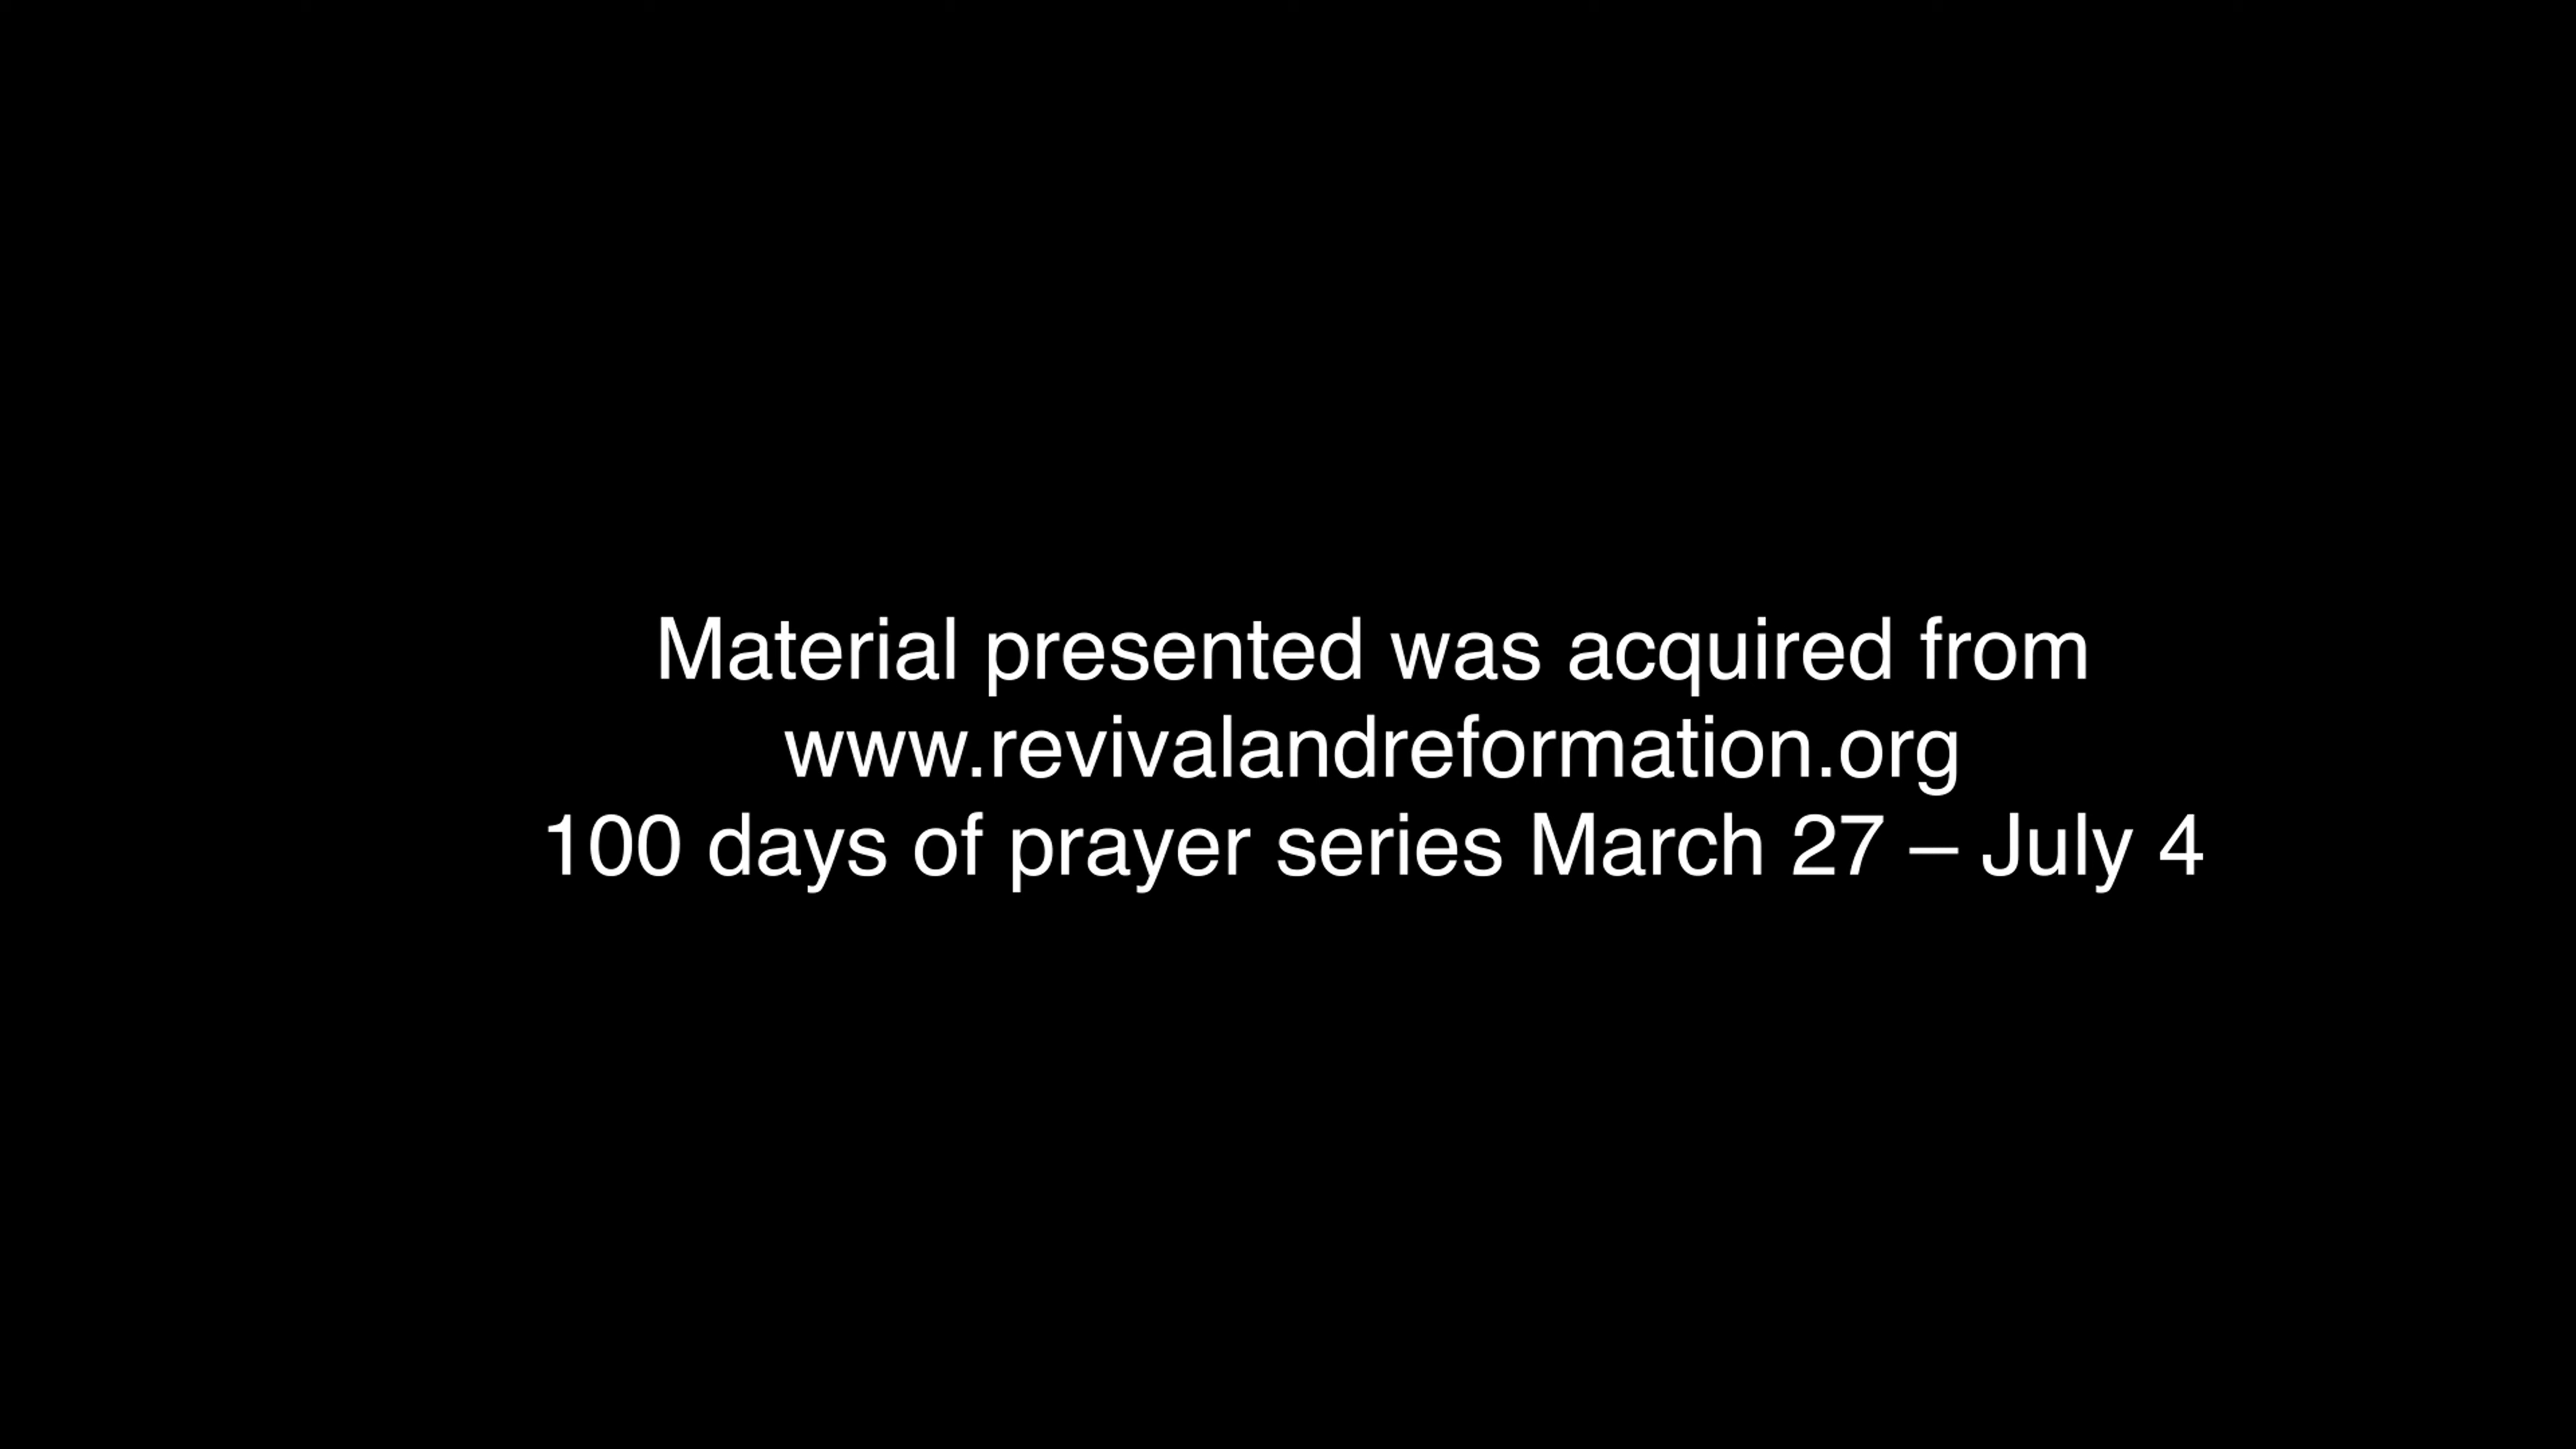 Material presented was acquired from
www.revivalandreformation.org
100 days of prayer series March 27 – July 4